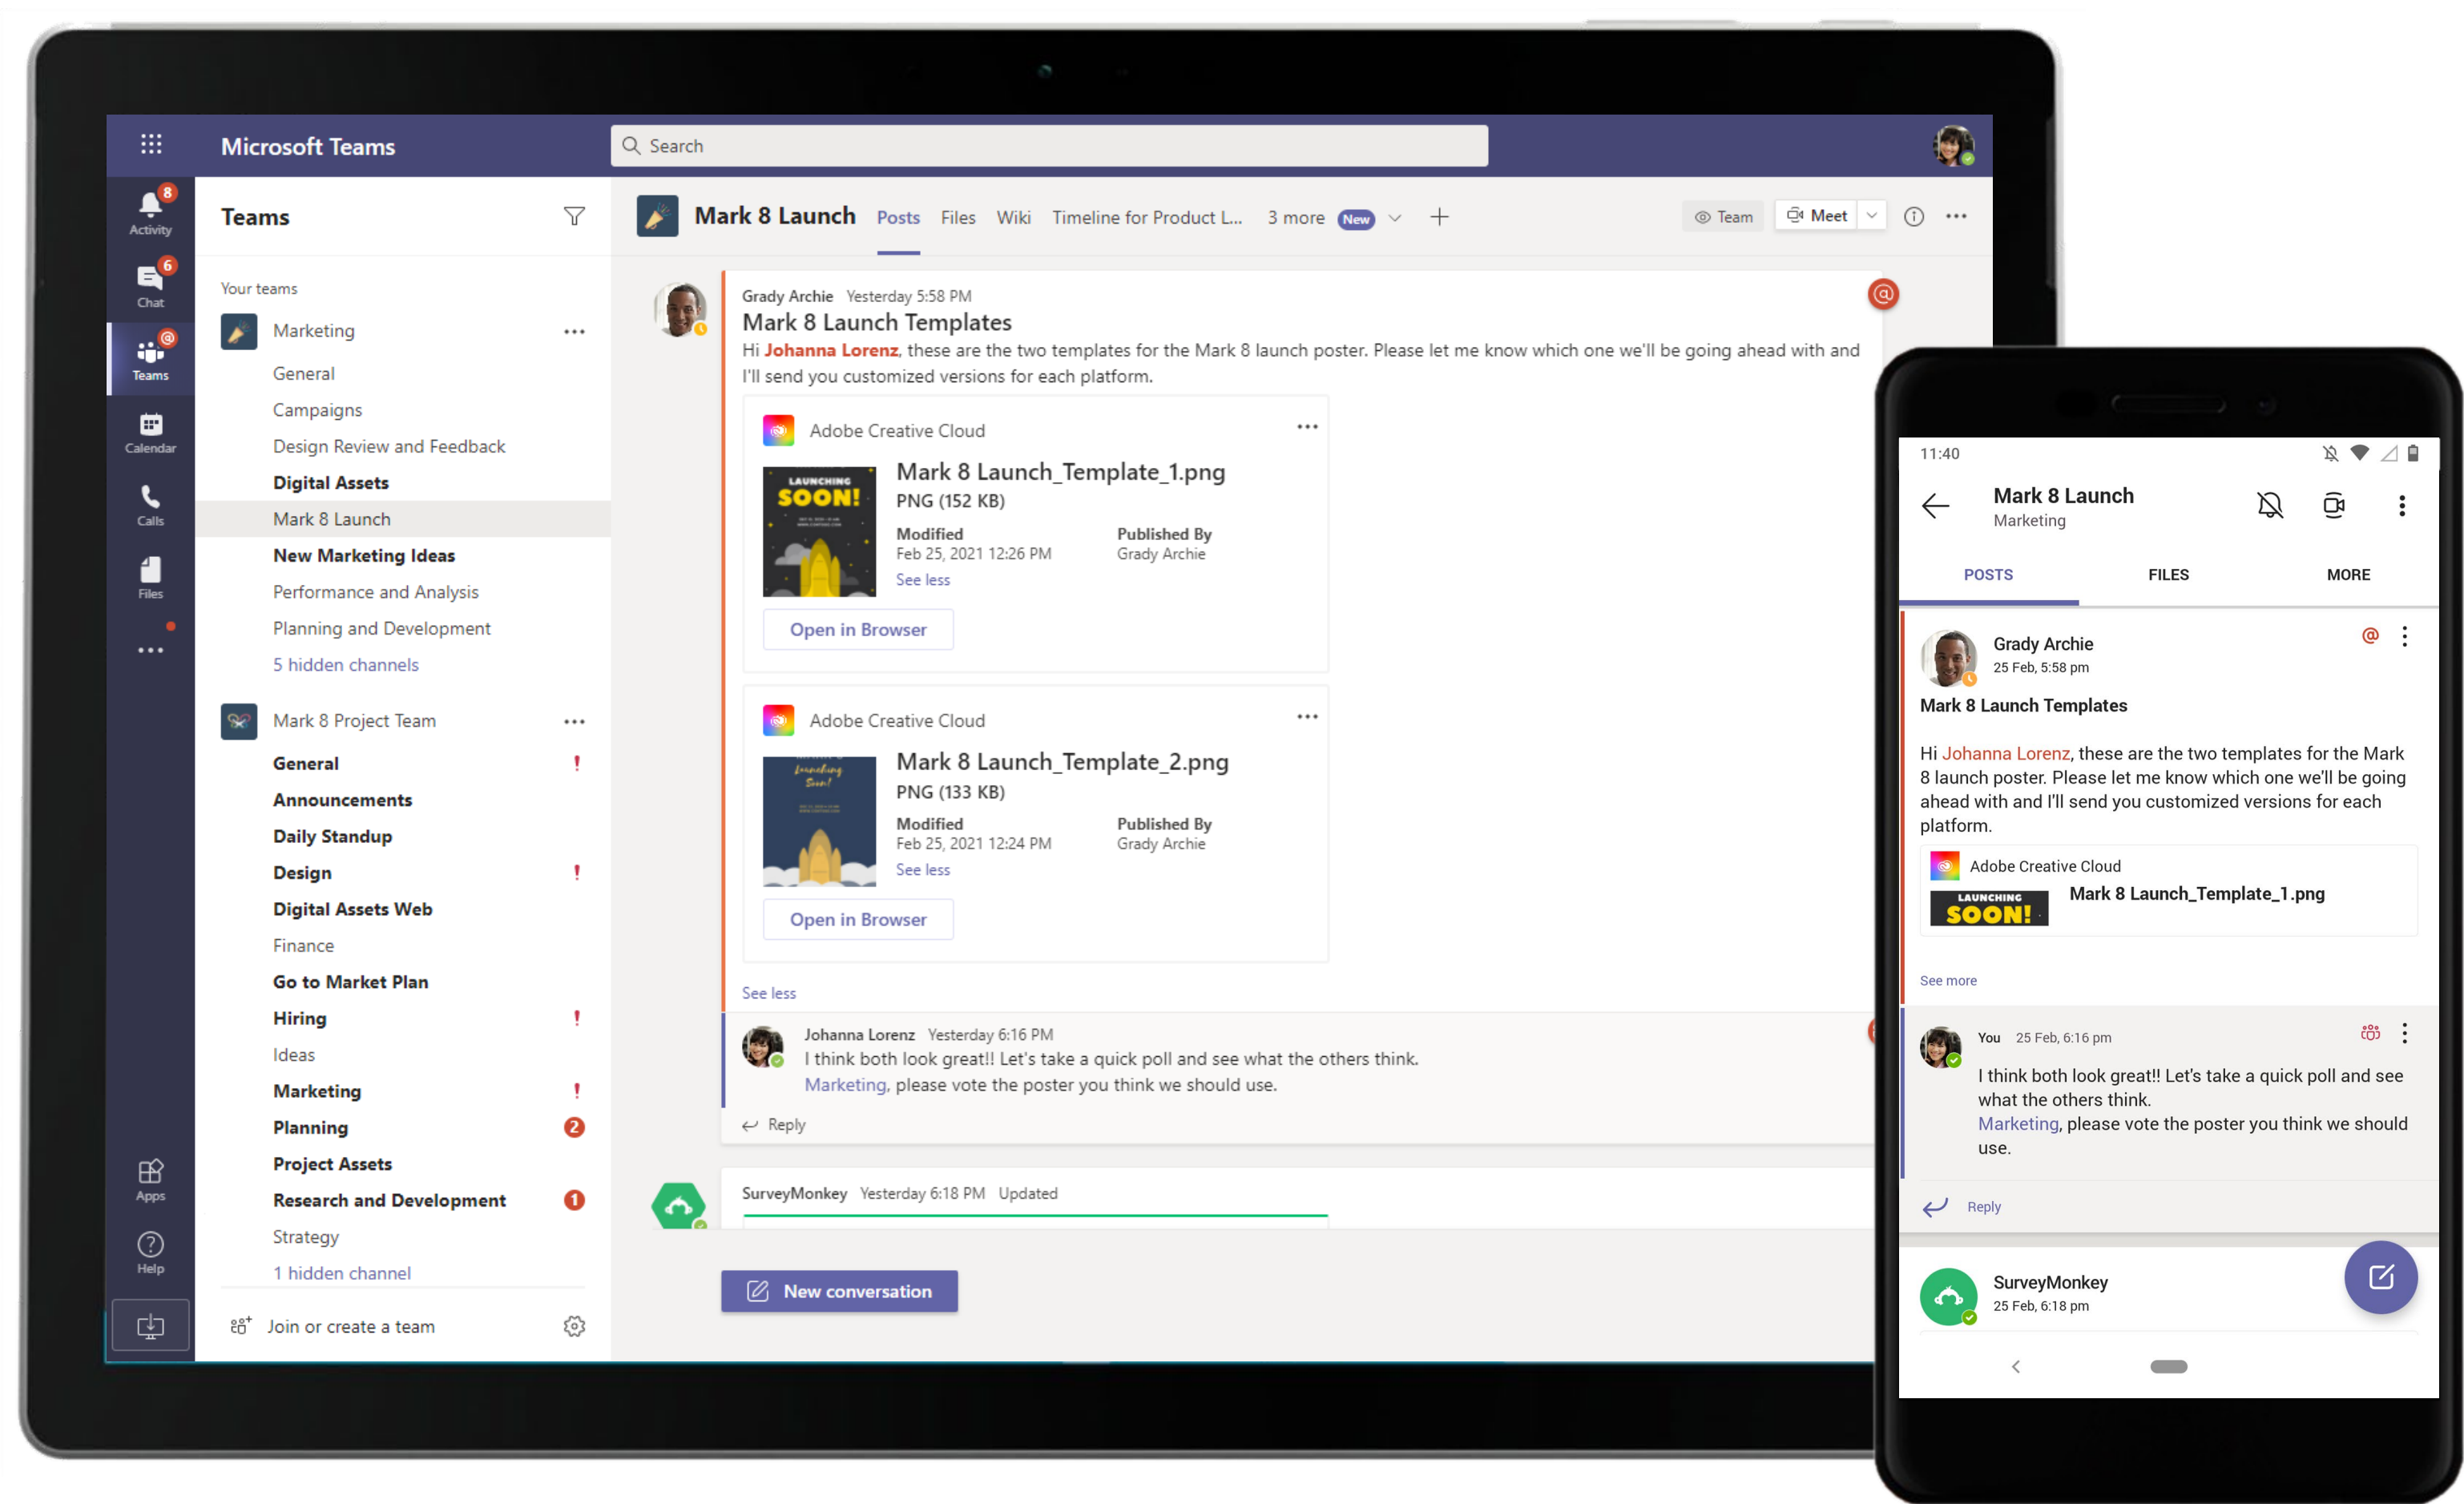 Microsoft Teams
Search
8
Activity
6
Chat
@
Teams
Calendar
Calls
Files
Apps
Help
Teams
Your teams
Marketing
General
Campaigns
Design Review and Feedback
Digital Assets
Mark 8 Launch
New Marketing Ideas
Performance and Analysis
Planning and Development
5 hidden channels
Mark 8 Project Team
General !
Announcements
Daily Standup
Design !
Digital Assets Web
Finance
Go to Market Plan
Hiring !
Ideas
Marketing !
Planning 2
Project Assets
Research and Development 1
Strategy
1 hidden channel
Join or create a team
Mark 8 Launch Posts Files Wiki Timeline for Product L... 3 more New
Team Meet
Grady Archie Yesterday 5:58 PM @
Mark 8 Launch Templates
Hi Johanna Lorenz, these are the two templates for the Mark 8 launch poster. Please let me know which one we'll be going ahead with and
I'll send you customized versions for each platform.
Adobe Creative Cloud
LAUNCHING
SOON!
Mark 8 Launch_Template_1.png
PNG (152 KB)
Modified Published By
Feb 25, 2021 12:26 PM Grady Archie
See less
Open in Browser
Adobe Creative Cloud
Launching
Soon!
Mark 8 Launch_Template_2.png
PNG (133 KB)
Modified Published By
Feb 25, 2021 12:24 PM Grady Archie
See less
Open in Browser
See less
Johanna Lorenz Yesterday 6:16 PM
I think both look great!! Let's take a quick poll and see what the others think.
Marketing, please vote the poster you think we should use.
Reply
SurveyMonkey Yesterday 6:18 PM Updated
New conversation
11:40
Mark 8 Launch
Marketing
POSTS FILES MORE
Grady Archie @
25 Feb, 5:58 pm
Mark 8 Launch Templates
Hi Johanna Lorenz, these are the two templates for the Mark
8 launch poster. Please let me know which one we'll be going
ahead with and I'll send you customized versions for each
platform.
Adobe Creative Cloud
LAUNCHING
SOON!
Mark 8 Launch_Template_1.png
See more
You 25 Feb, 6:16 pm
I think both look great!! Let's take a quick poll and see
what the others think.
Marketing, please vote the poster you think we should
use.
Reply
SurveyMonkey
25 Feb, 6:18 pm